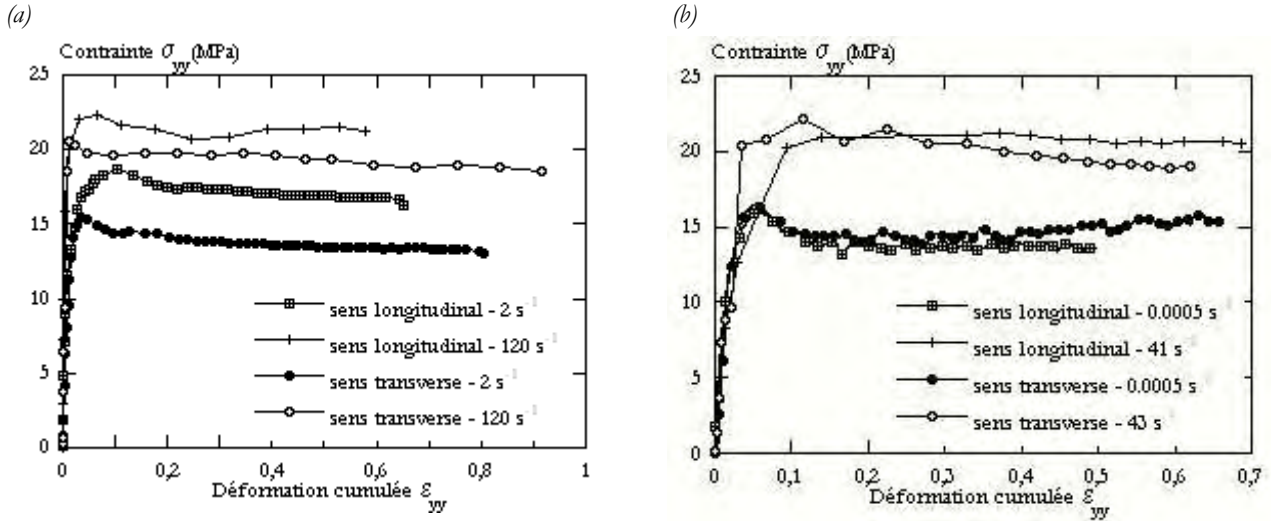 (a)
Contrainte σyy (MPa)
25
20
15
10
5
0
sens longitudinal - 2 s⁻¹
sens longitudinal - 120 s⁻¹
sens transverse - 2 s⁻¹
sens transverse - 120 s⁻¹
0 0,2 0,4 0,6 0,8 1
Déformation cumulée εyy
(b)
Contrainte σyy (MPa)
25
20
15
10
5
0
sens longitudinal - 0.0005 s⁻¹
sens longitudinal - 41 s⁻¹
sens transverse - 0.0005 s⁻¹
sens transverse - 43 s⁻¹
0 0,1 0,2 0,3 0,4 0,5 0,6 0,7
Déformation cumulée εyy